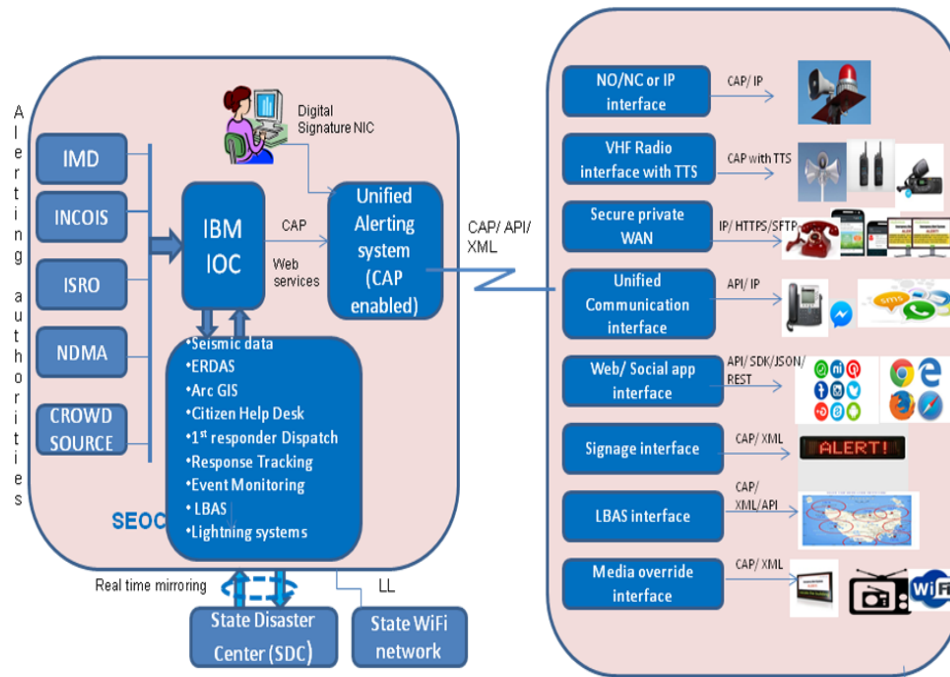 Alerting authorities
IMD
INCOIS
ISRO
NDMA
CROWD
SOURCE
Digital
Signature NIC
IBM
IOC
CAP
Web
services
Unified
Alerting
system
(CAP
enabled)
CAP/ API/
XML
•Seismic data
•ERDAS
•Arc GIS
•Citizen Help Desk
•1st responder Dispatch
•Response Tracking
•Event Monitoring
• LBAS
•Lightning systems
SEOC
Real time mirroring
LL
State Disaster
Center (SDC)
State WiFi
network
NO/NC or IP
interface
CAP/ IP
VHF Radio
interface with TTS
CAP with TTS
Secure private
WAN
IP/ HTTPS/SFTP
Unified
Communication
interface
API/ IP
sms
Web/ Social app
interface
API/ SDK/JSON/
REST
Signage interface
CAP/ XML
ALERT!
LBAS interface
CAP/
XML/API
Media override
interface
CAP/ XML
WiFi